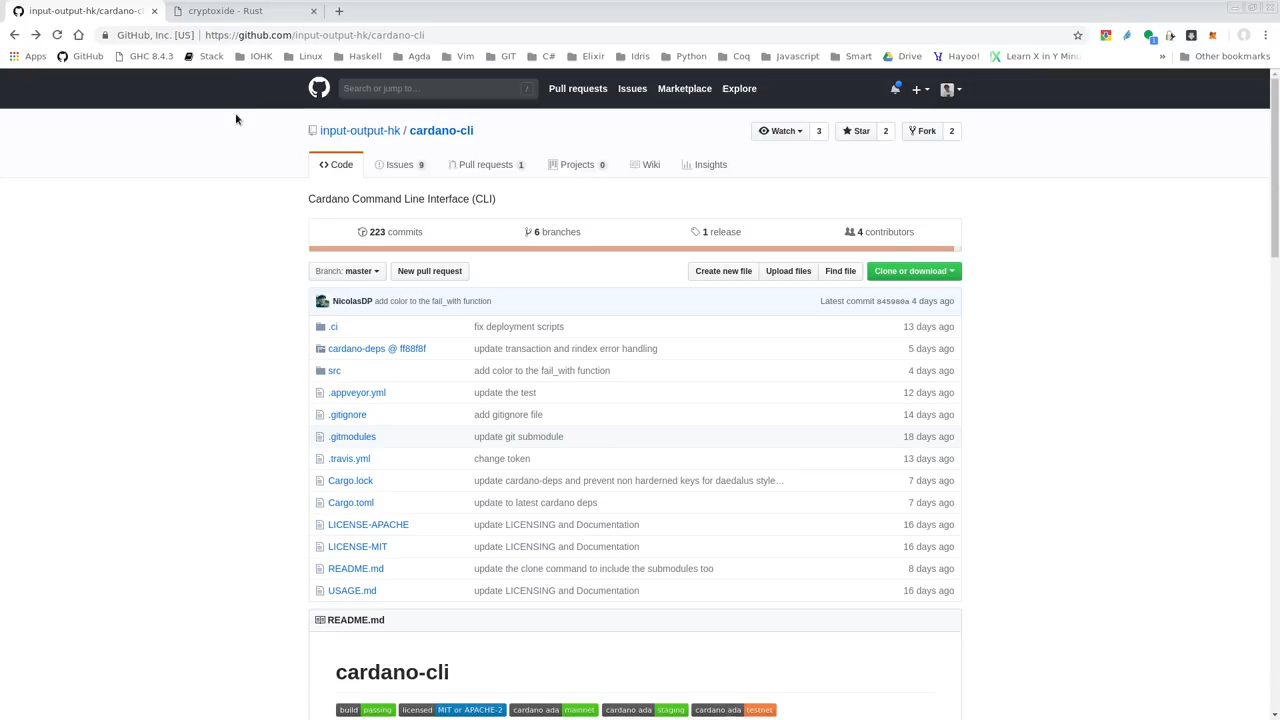 input-output-hk/cardano-cl
cryptoxide - Rust
GitHub, Inc. [US] | https://github.com/input-output-hk/cardano-cli
Apps GitHub GHC 8.4.3 Stack IOHK Linux Haskell Agda Vim GIT C# Elixir Idris Python Coq Javascript Smart Drive Hayoo! Learn X in Y Minu » Other bookmarks
Search or jump to… / Pull requests Issues Marketplace Explore
input-output-hk / cardano-cli
Watch 3 Star 2 Fork 2
Code Issues 9 Pull requests 1 Projects 0 Wiki Insights
Cardano Command Line Interface (CLI)
223 commits 6 branches 1 release 4 contributors
Branch: master New pull request Create new file Upload files Find file Clone or download
NicolasDP add color to the fail_with function Latest commit 845980a 4 days ago
.ci fix deployment scripts 13 days ago
cardano-deps @ ff88f8f update transaction and rindex error handling 5 days ago
src add color to the fail_with function 4 days ago
.appveyor.yml update the test 12 days ago
.gitignore add gitignore file 14 days ago
.gitmodules update git submodule 18 days ago
.travis.yml change token 13 days ago
Cargo.lock update cardano-deps and prevent non harderned keys for daedalus style… 7 days ago
Cargo.toml update to latest cardano deps 7 days ago
LICENSE-APACHE update LICENSING and Documentation 16 days ago
LICENSE-MIT update LICENSING and Documentation 16 days ago
README.md update the clone command to include the submodules too 8 days ago
USAGE.md update LICENSING and Documentation 16 days ago
README.md
cardano-cli
build passing licensed MIT or APACHE-2 cardano ada mainnet cardano ada staging cardano ada testnet